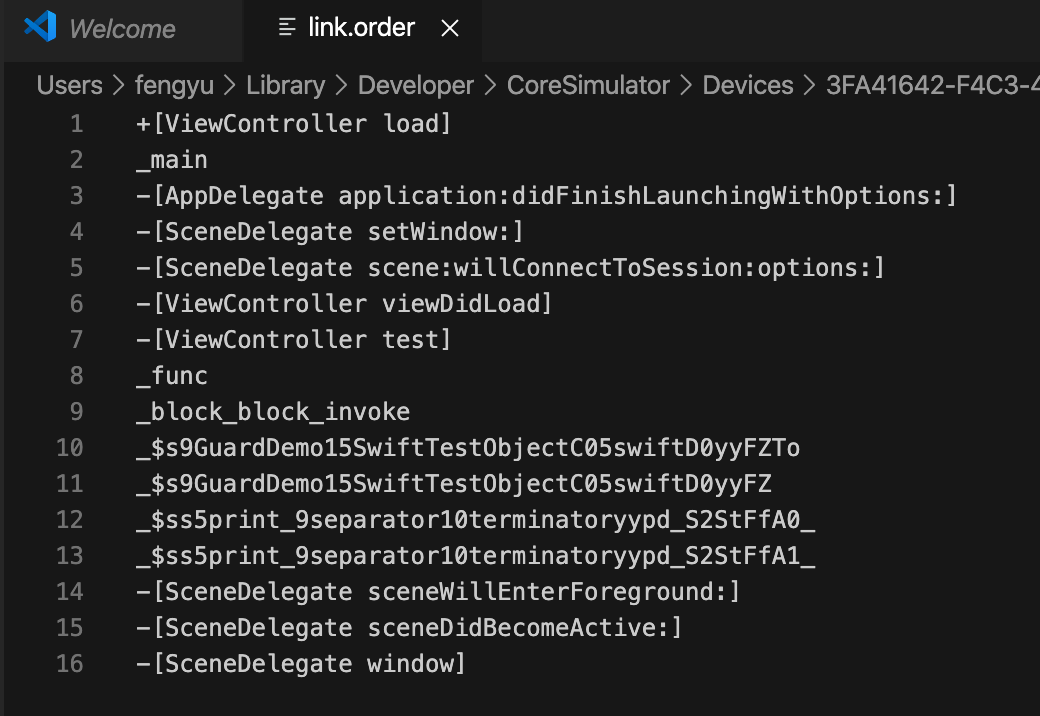 Welcome link.order
Users > fengyu > Library > Developer > CoreSimulator > Devices > 3FA41642-F4C3-4
1 +[ViewController load]
2 _main
3 -[AppDelegate application:didFinishLaunchingWithOptions:]
4 -[SceneDelegate setWindow:]
5 -[SceneDelegate scene:willConnectToSession:options:]
6 -[ViewController viewDidLoad]
7 -[ViewController test]
8 _func
9 _block_block_invoke
10 _$s9GuardDemo15SwiftTestObjectC05swiftD0yyFZTo
11 _$s9GuardDemo15SwiftTestObjectC05swiftD0yyFZ
12 _$ss5print_9separator10terminatoryypd_S2StFfA0_
13 _$ss5print_9separator10terminatoryypd_S2StFfA1_
14 -[SceneDelegate sceneWillEnterForeground:]
15 -[SceneDelegate sceneDidBecomeActive:]
16 -[SceneDelegate window]